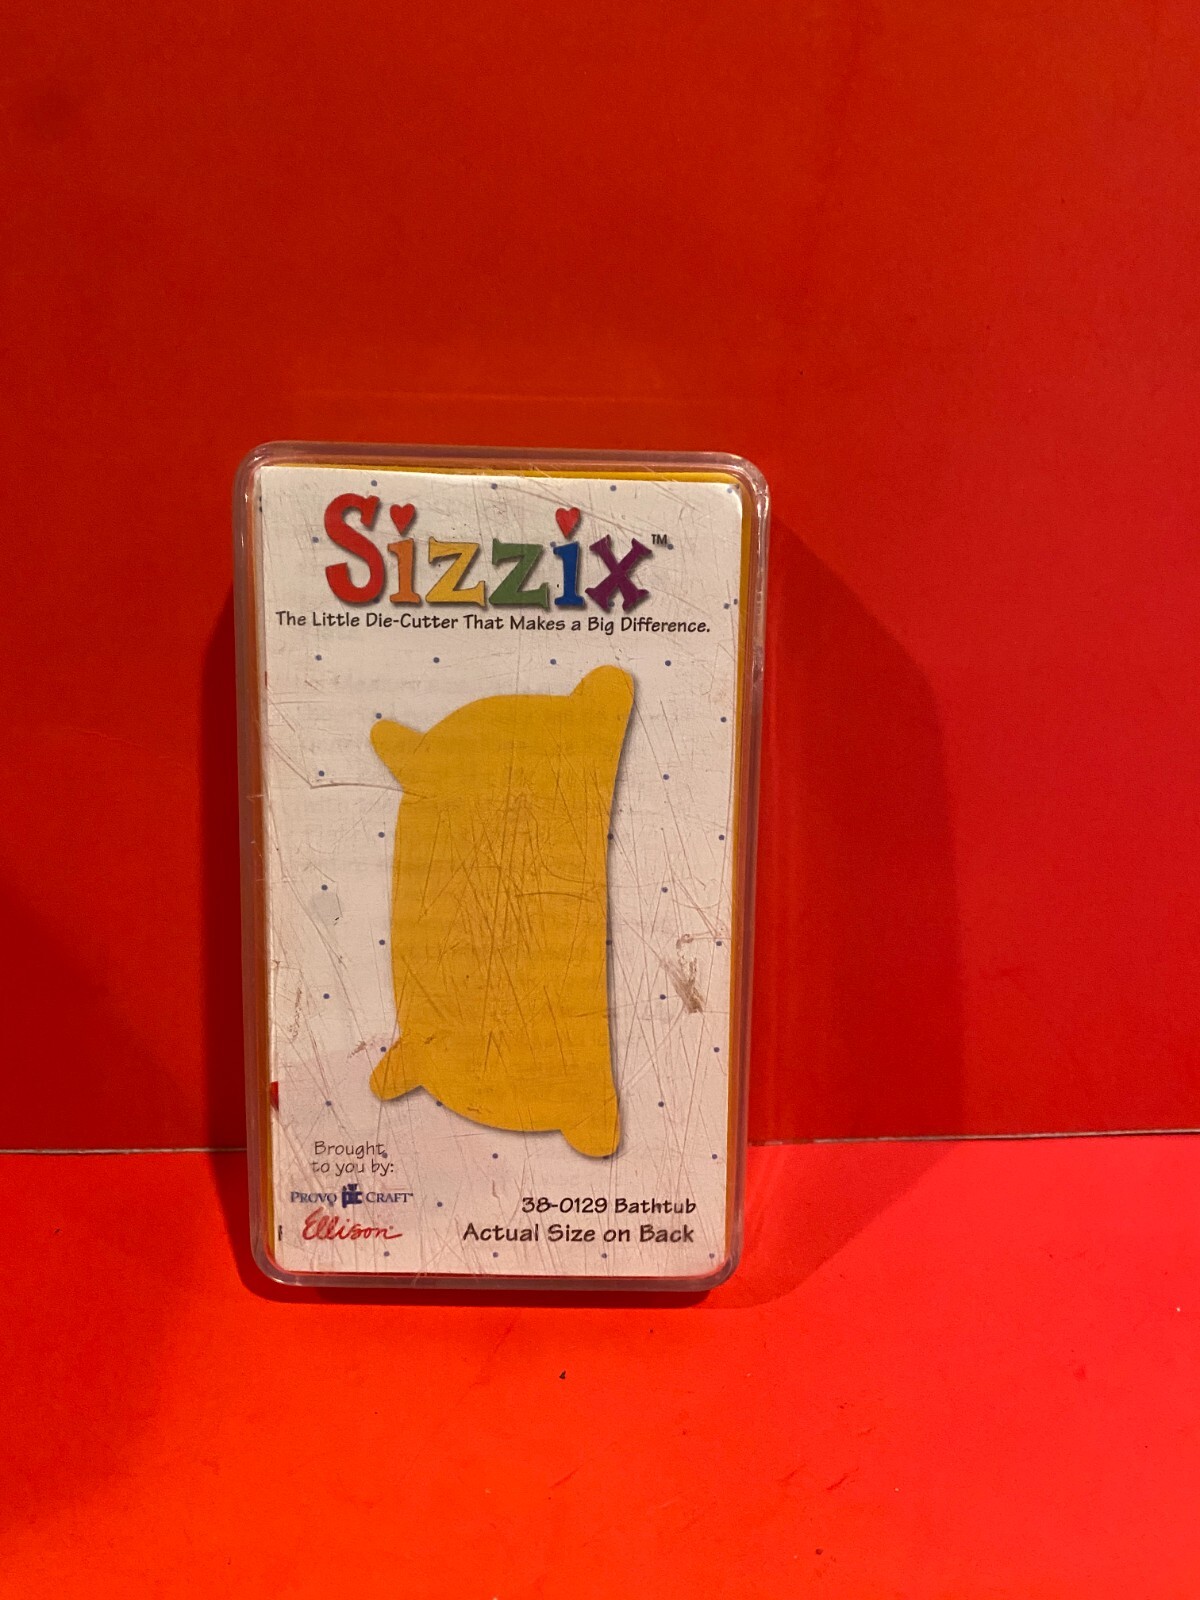 Sizzix™
The Little Die-Cutter That Makes a Big Difference.
Brought
to you by:
PROVO CRAFT
Ellison
38-0129 Bathtub
Actual Size on Back